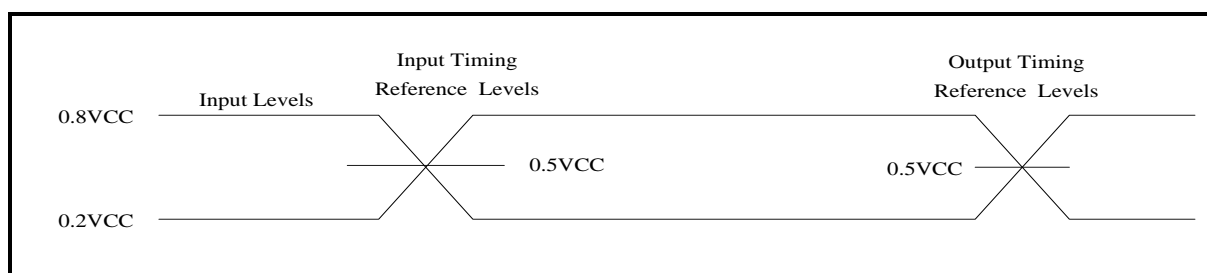 Input Timing
Reference Levels
Output Timing
Reference Levels
Input Levels
0.8VCC
0.5VCC
0.5VCC
0.2VCC